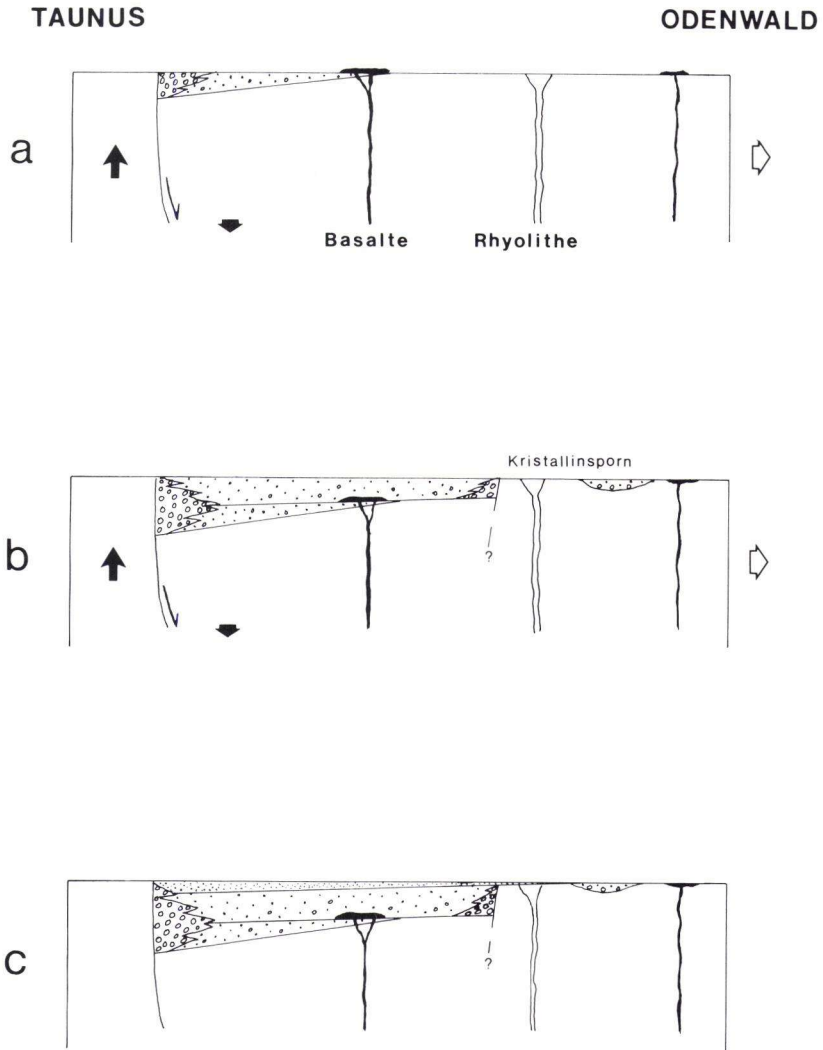 TAUNUS ODENWALD
a
Basalte Rhyolithe
Kristallinsporn
b
?
c
?